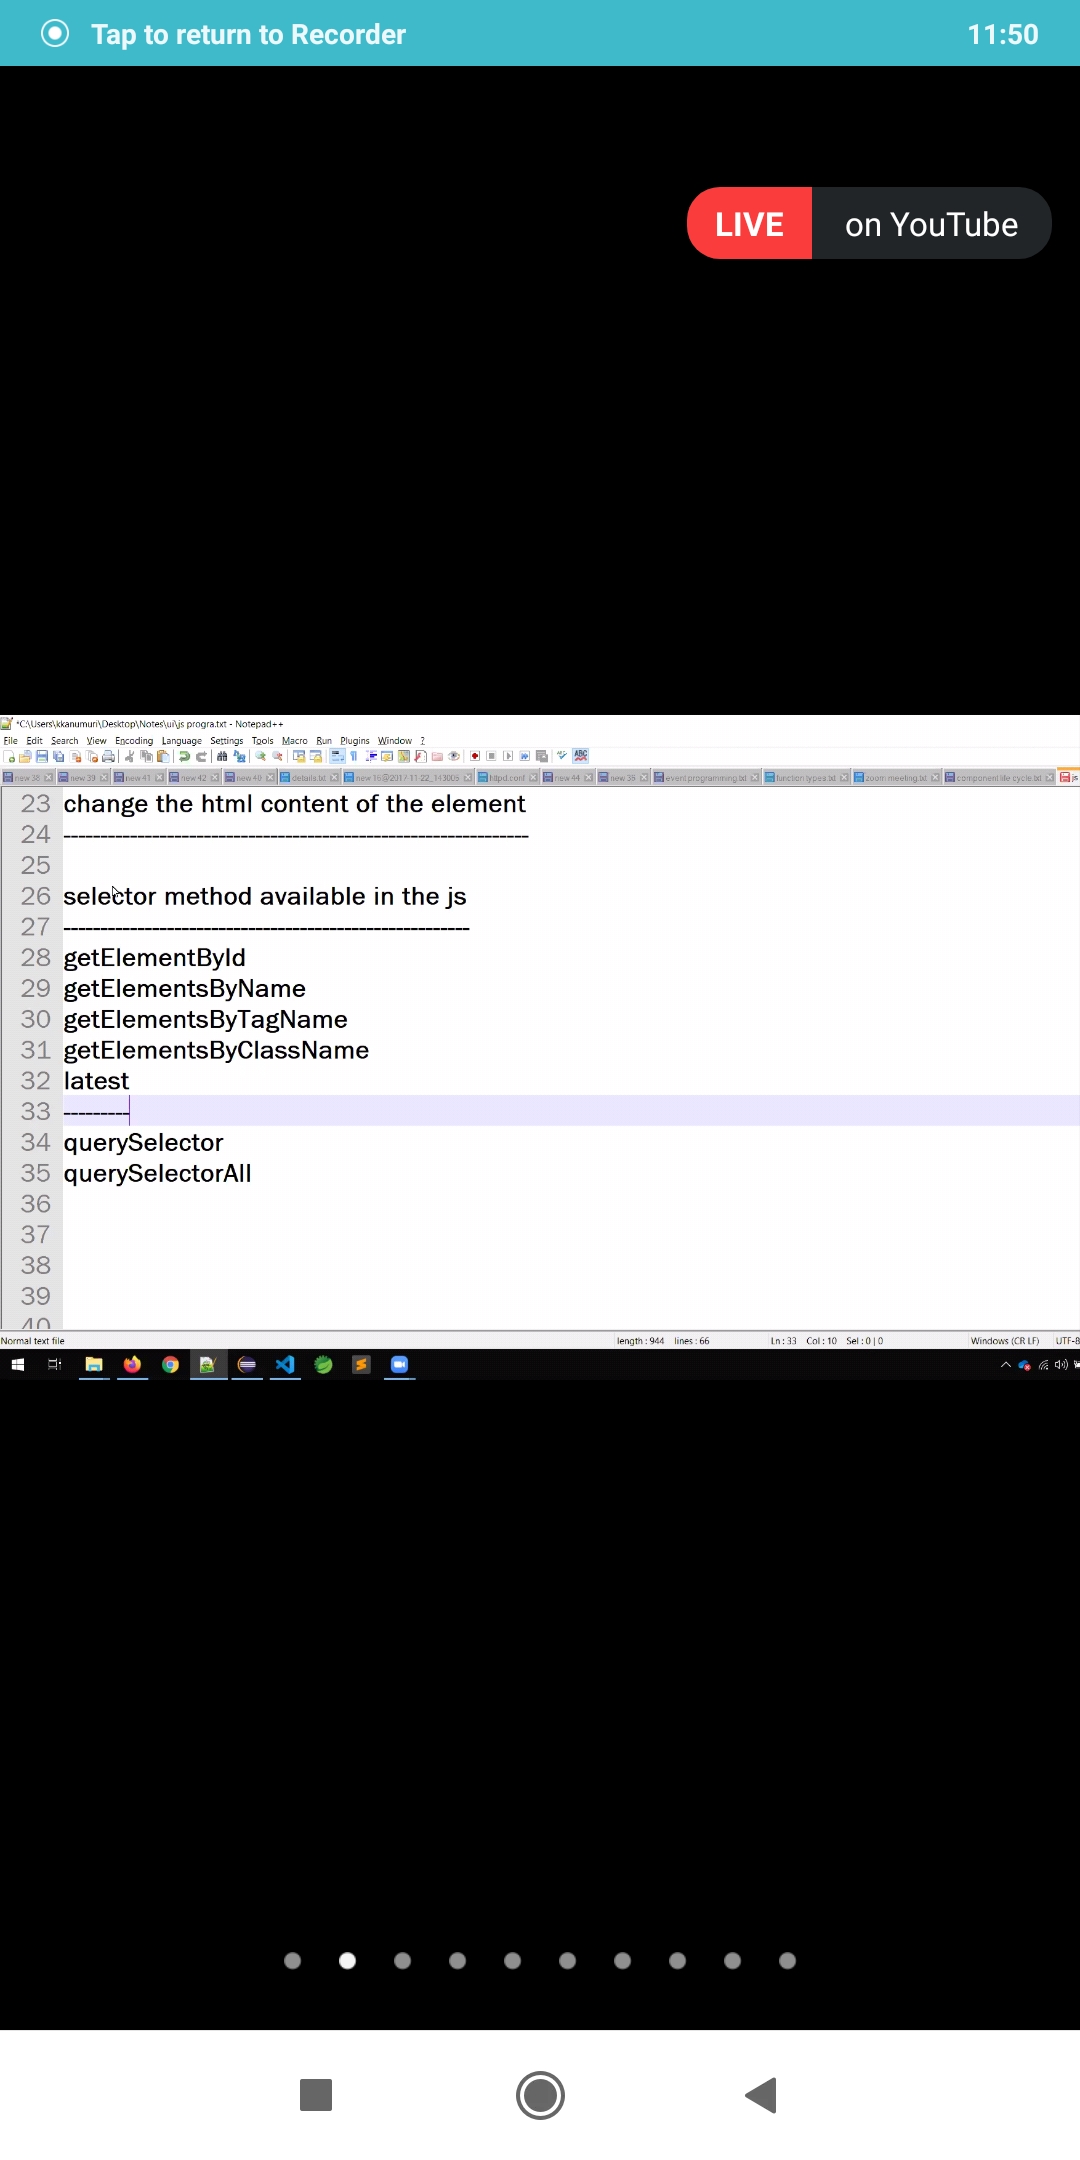 Tap to return to Recorder 11:50
LIVE on YouTube
*C:\Users\kkanumuri\Desktop\Notes\ui\js progra.txt - Notepad++
File Edit Search View Encoding Language Settings Tools Macro Run Plugins Window ?
new 38 new 39 new 41 new 42 new 40 details.txt new 16@2017-11-22_143005 httpd.conf new 44 new 35 event programming.txt function types.txt zoom meeting.txt component life cycle.txt js
23 change the html content of the element
24 ----------------------------------------------------------------
25
26 selector method available in the js
27 --------------------------------------------------------
28 getElementById
29 getElementsByName
30 getElementsByTagName
31 getElementsByClassName
32 latest
33 ---------
34 querySelector
35 querySelectorAll
36
37
38
39
40
Normal text file length : 944 lines : 66 Ln : 33 Col : 10 Sel : 0 | 0 Windows (CR LF) UTF-8